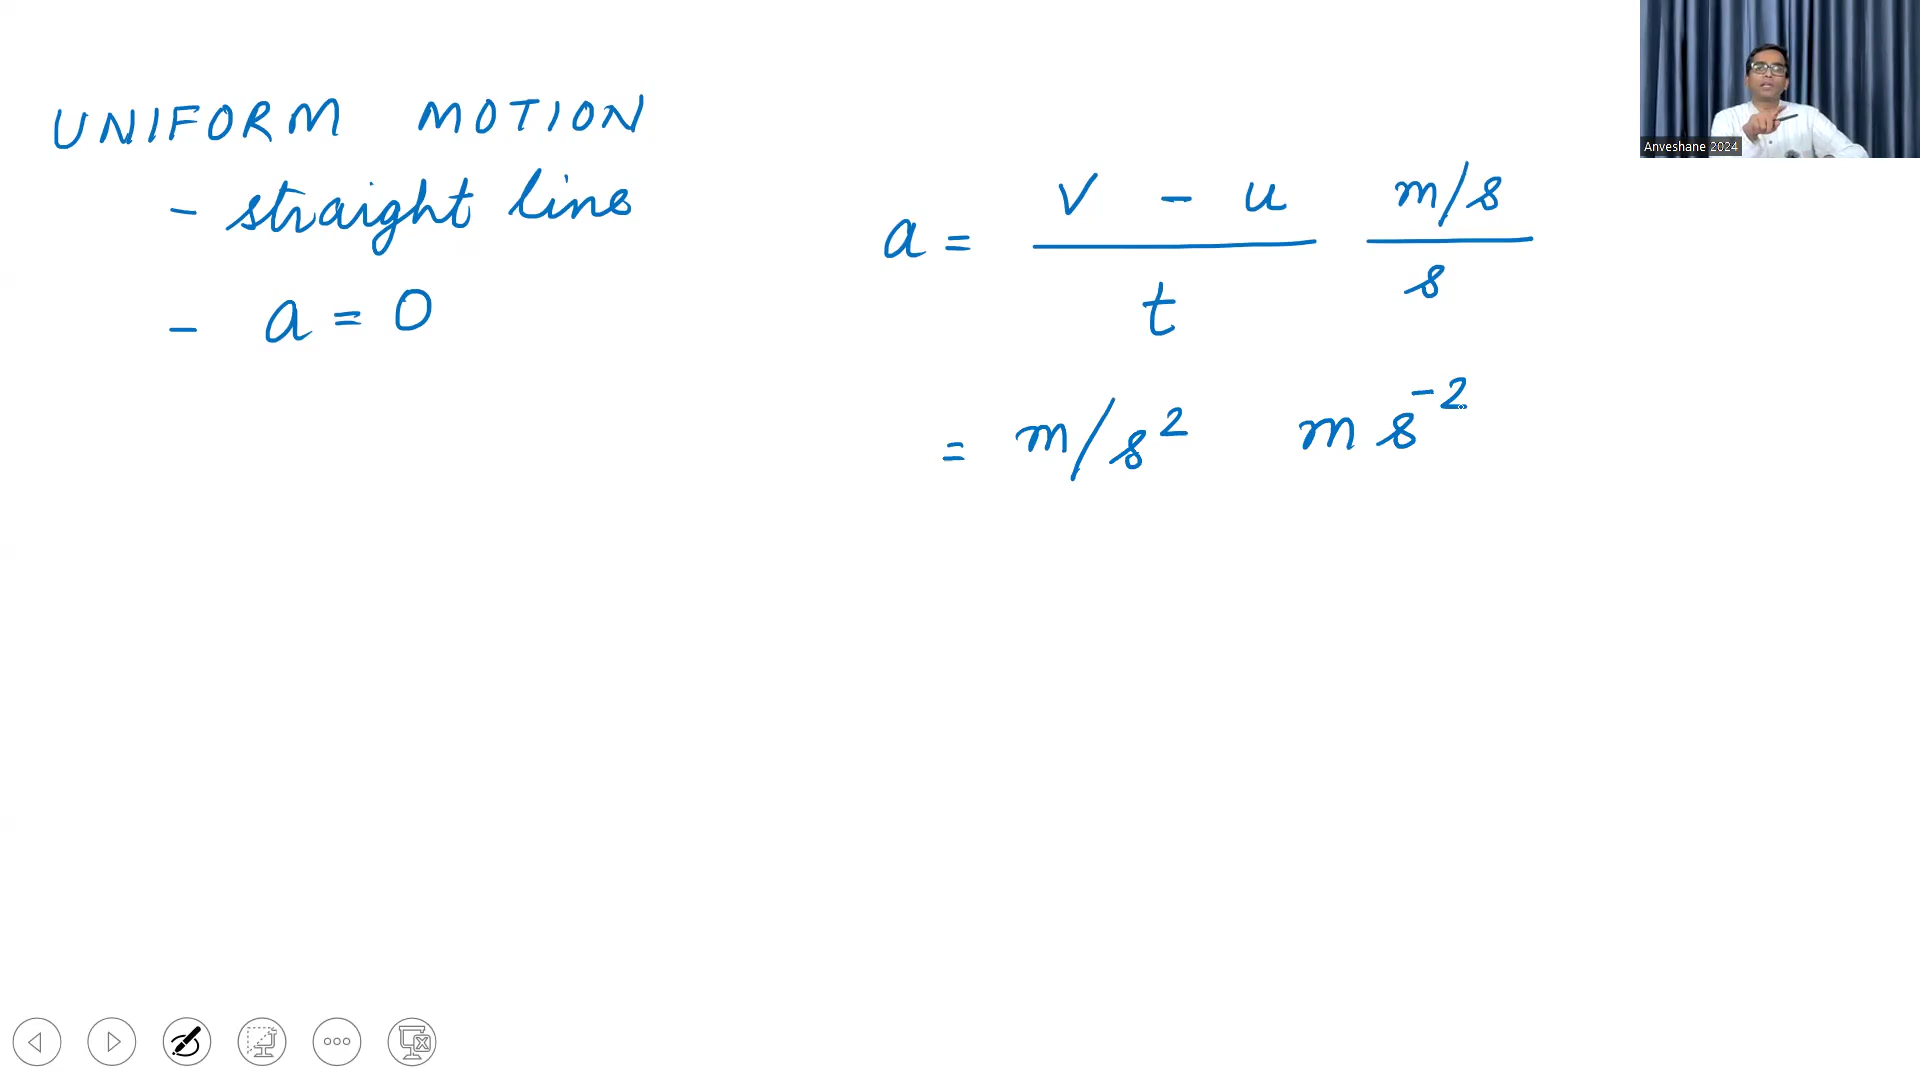 UNIFORM MOTION
- straight line
- a = 0
a = v - u / t m/s / s
= m/s² m s⁻²
Anveshane 2024